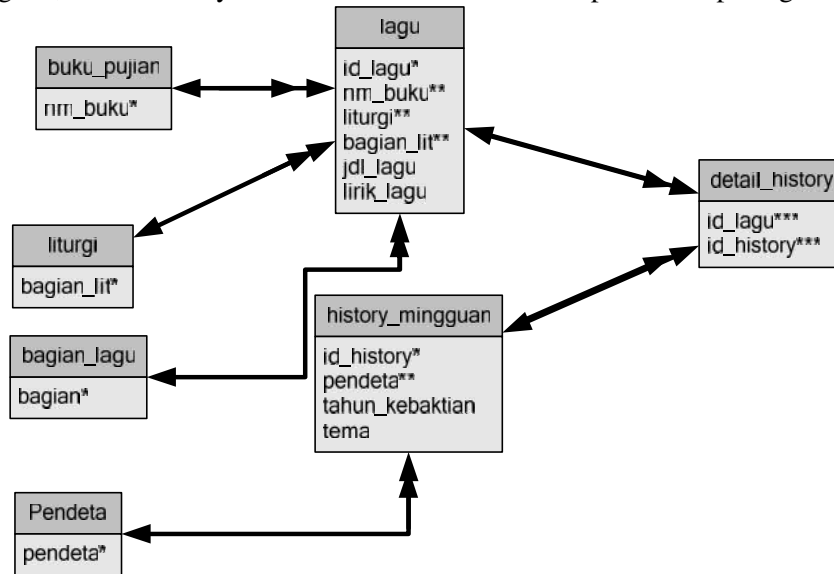 lagu
id_lagu*
nm_buku**
liturgi**
bagian_lit**
jdl_lagu
lirik_lagu
buku_pujian
nm_buku*
detail_history
id_lagu***
id_history***
liturgi
bagian_lit*
history_mingguan
id_history*
pendeta**
tahun_kebaktian
tema
bagian_lagu
bagian*
Pendeta
pendeta*